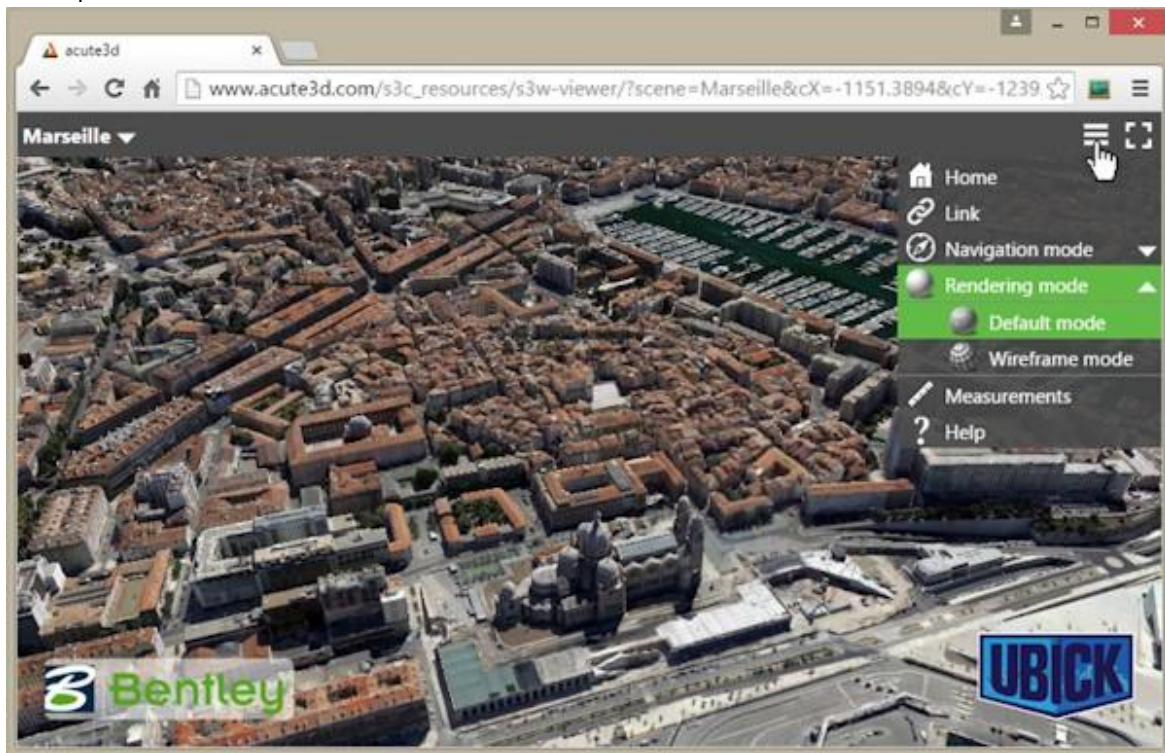 acute3d
www.acute3d.com/s3c_resources/s3w-viewer/?scene=Marseille&cX=-1151.3894&cY=-1239
Marseille
Home
Link
Navigation mode
Rendering mode
Default mode
Wireframe mode
Measurements
? Help
B Bentley
UBICK